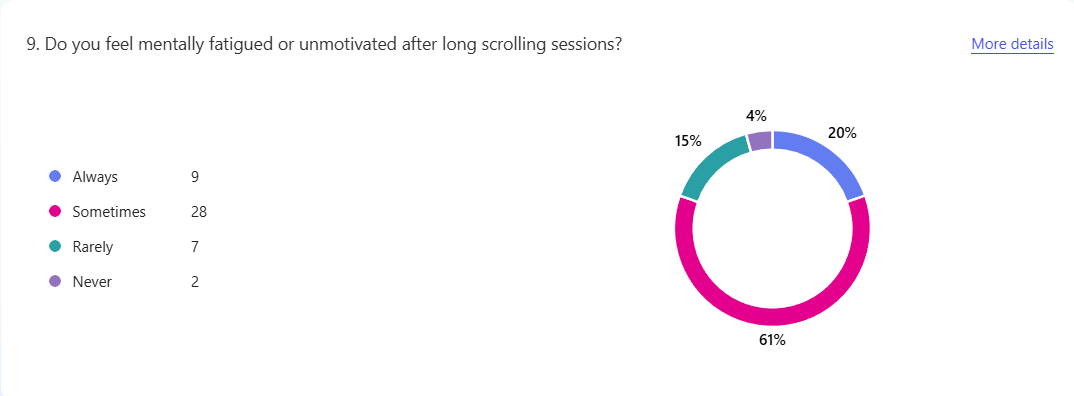 9. Do you feel mentally fatigued or unmotivated after long scrolling sessions?
More details
Always 9
Sometimes 28
Rarely 7
Never 2
4%
20%
15%
61%